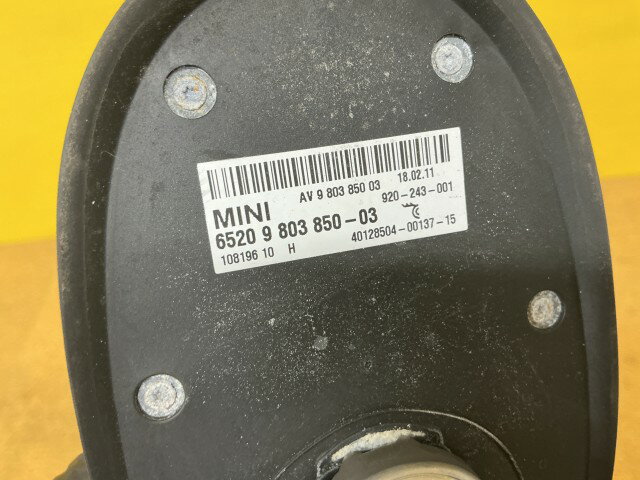 AV 9 803 850 03 18.02.11
MINI 920-243-001
6520 9 803 850-03
108196 10 H 40128504-00137-15